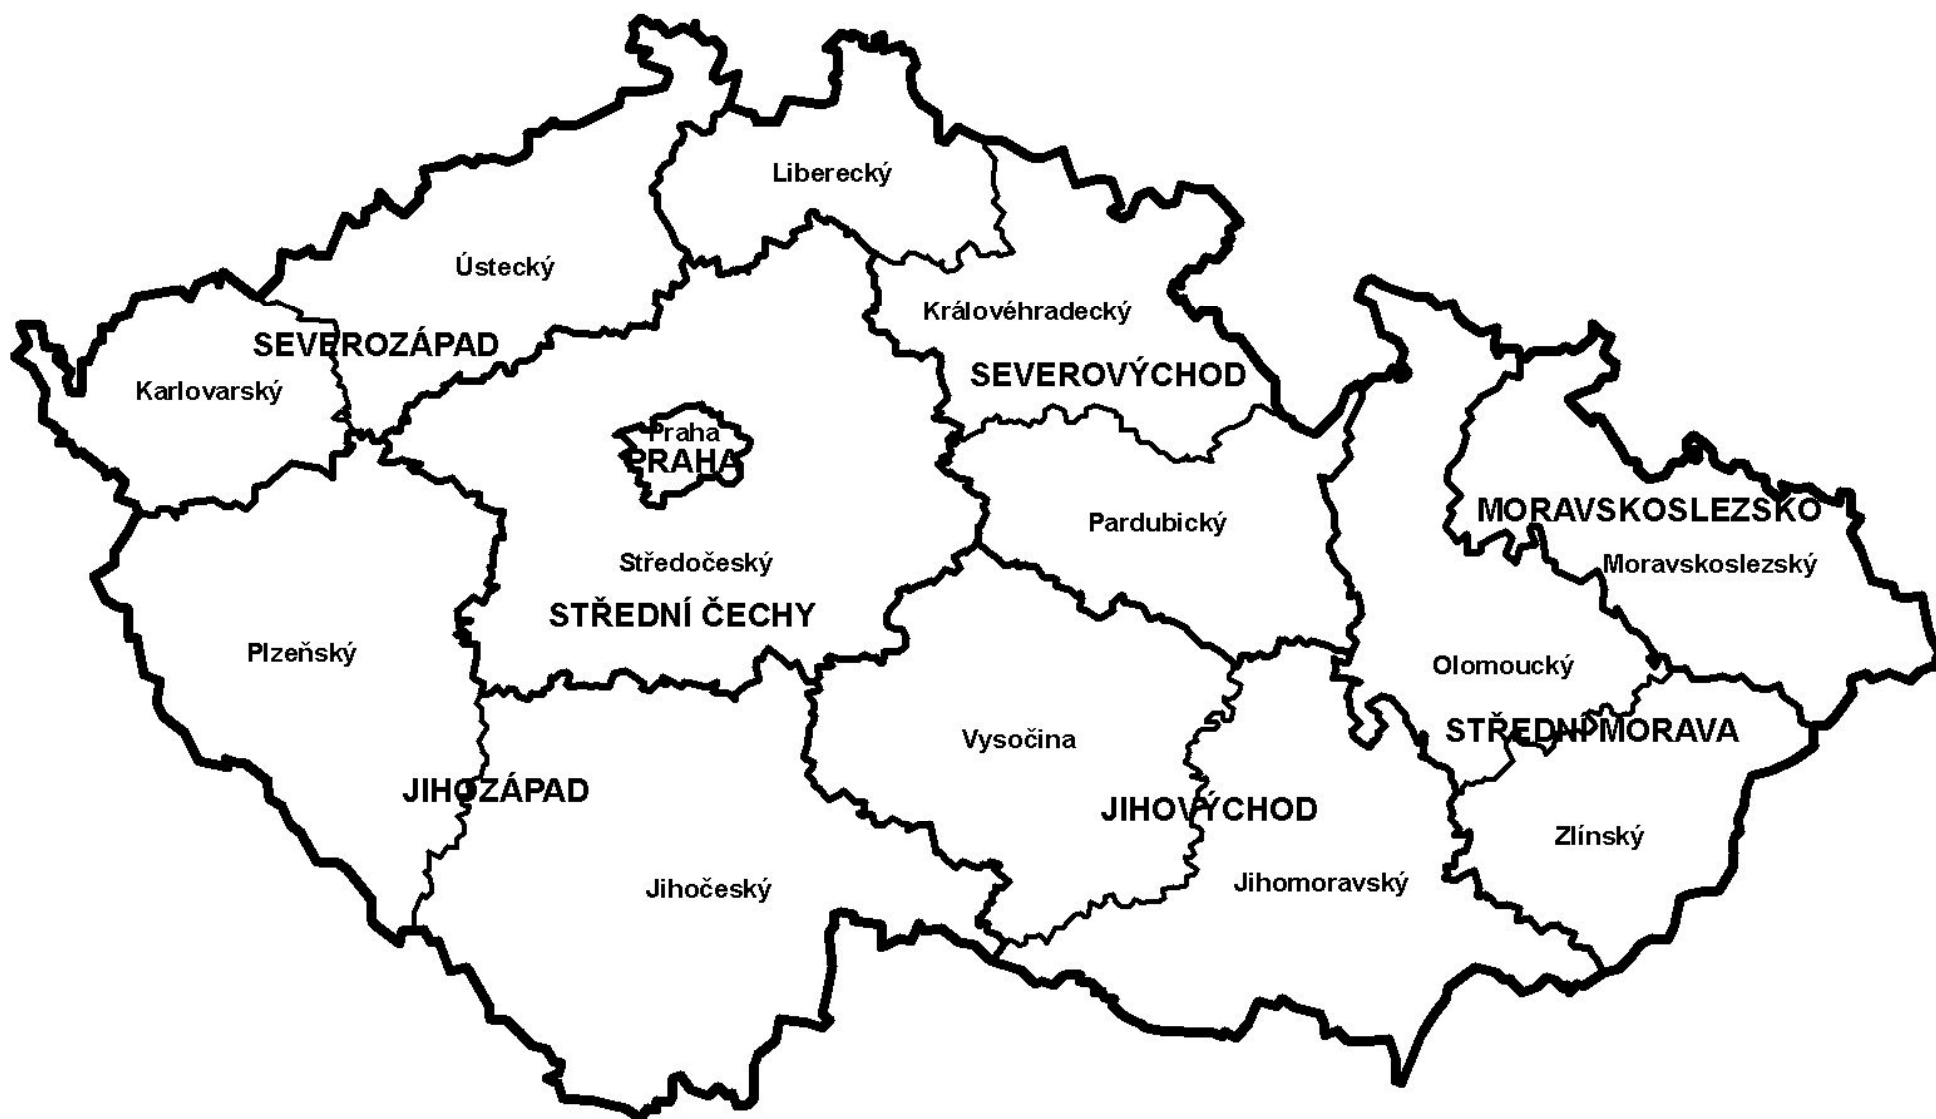 Liberecký
Ústecký
Královéhradecký
SEVEROZÁPAD
SEVEROVÝCHOD
Karlovarský
Praha
PRAHA
MORAVSKOSLEZSKO
Pardubický
Středočeský
Moravskoslezský
STŘEDNÍ ČECHY
Plzeňský
Olomoucký
STŘEDNÍ MORAVA
Vysočina
JIHOZÁPAD
JIHOVÝCHOD
Zlínský
Jihočeský
Jihomoravský